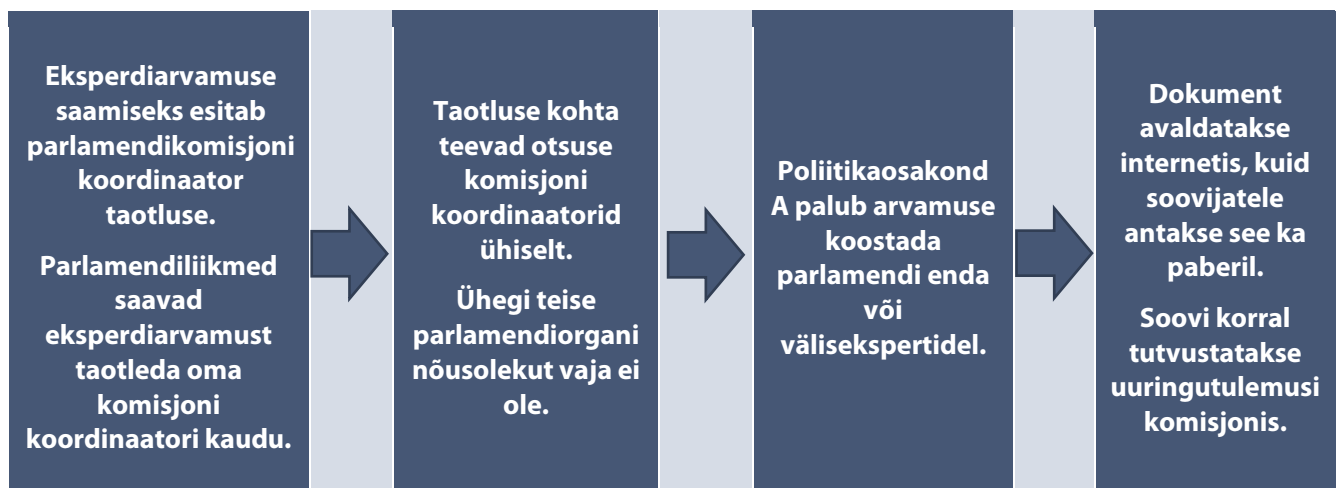 Eksperdiarvamuse
saamiseks esitab
parlamendikomisjoni
koordinaator
taotluse.
Parlamendiliikmed
saavad
eksperdiarvamust
taotleda oma
komisjoni
koordinaatori kaudu.
Taotluse kohta
teevad otsuse
komisjoni
koordinaatorid
ühiselt.
Ühegi teise
parlamendiorgani
nõusolekut vaja ei
ole.
Poliitikaosakond
A palub arvamuse
koostada
parlamendi enda
või
välisekspertidel.
Dokument
avaldatakse
internetis, kuid
soovijatele
antakse see ka
paberil.
Soovi korral
tutvustatakse
uuringutulemusi
komisjonis.